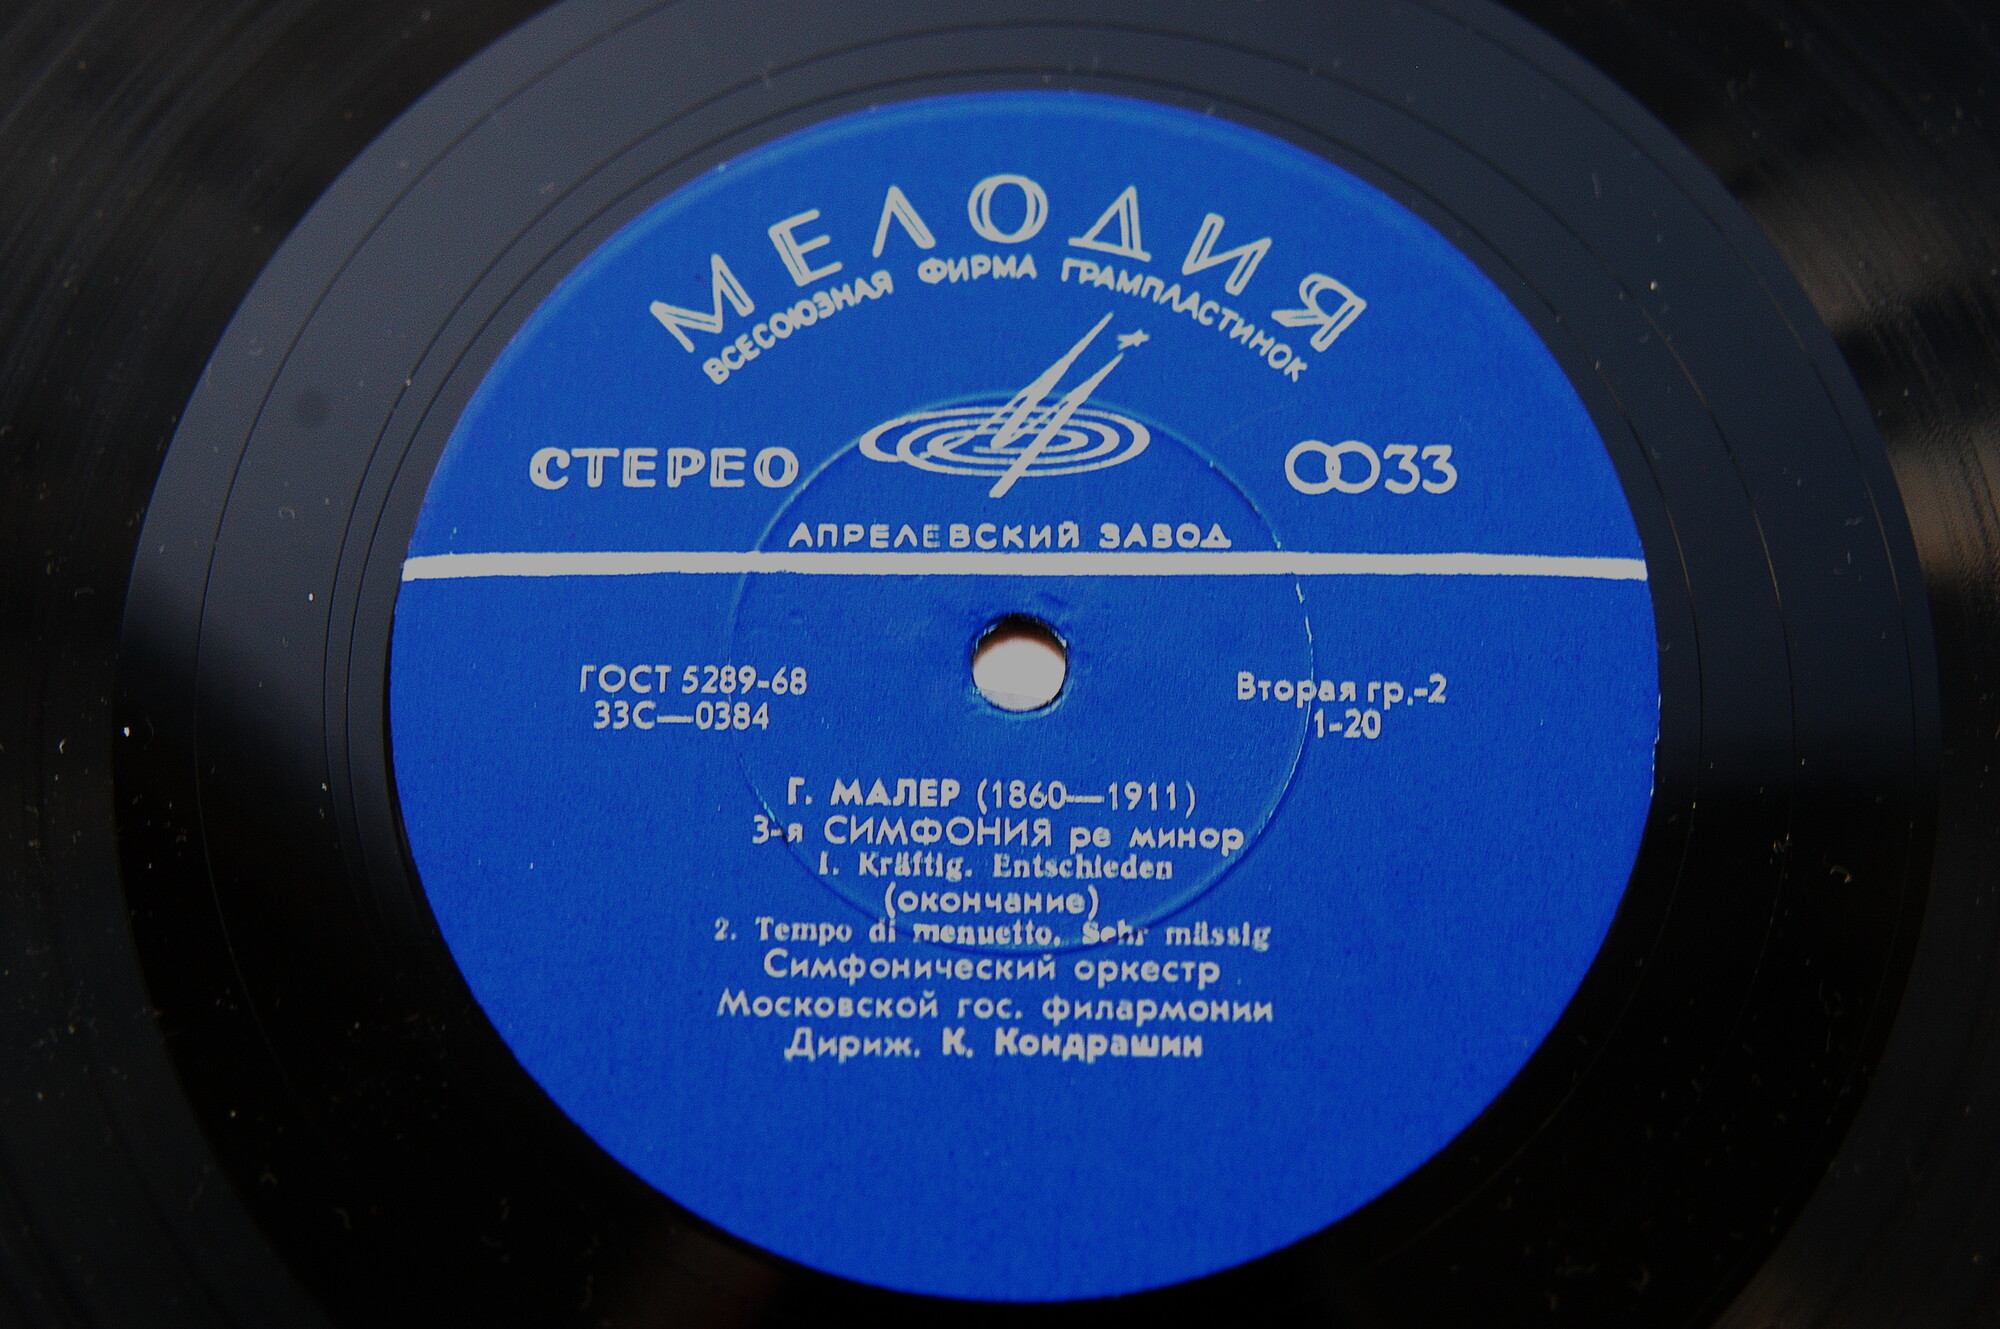 МЕЛОДИЯ
ВСЕСОЮЗНАЯ ФИРМА ГРАМПЛАСТИНОК
СТЕРЕО
ОО33
АПРЕЛЕВСКИЙ ЗАВОД
ГОСТ 5289-68
33С—0384
Вторая гр.-2
1-20
Г. МАЛЕР (1860—1911)
3-я СИМФОНИЯ ре минор
1. Kräftig. Entschieden
(окончание)
2. Tempo di menuetto. Sehr mässig
Симфонический оркестр
Московской гос. филармонии
Дириж. К. Кондрашин